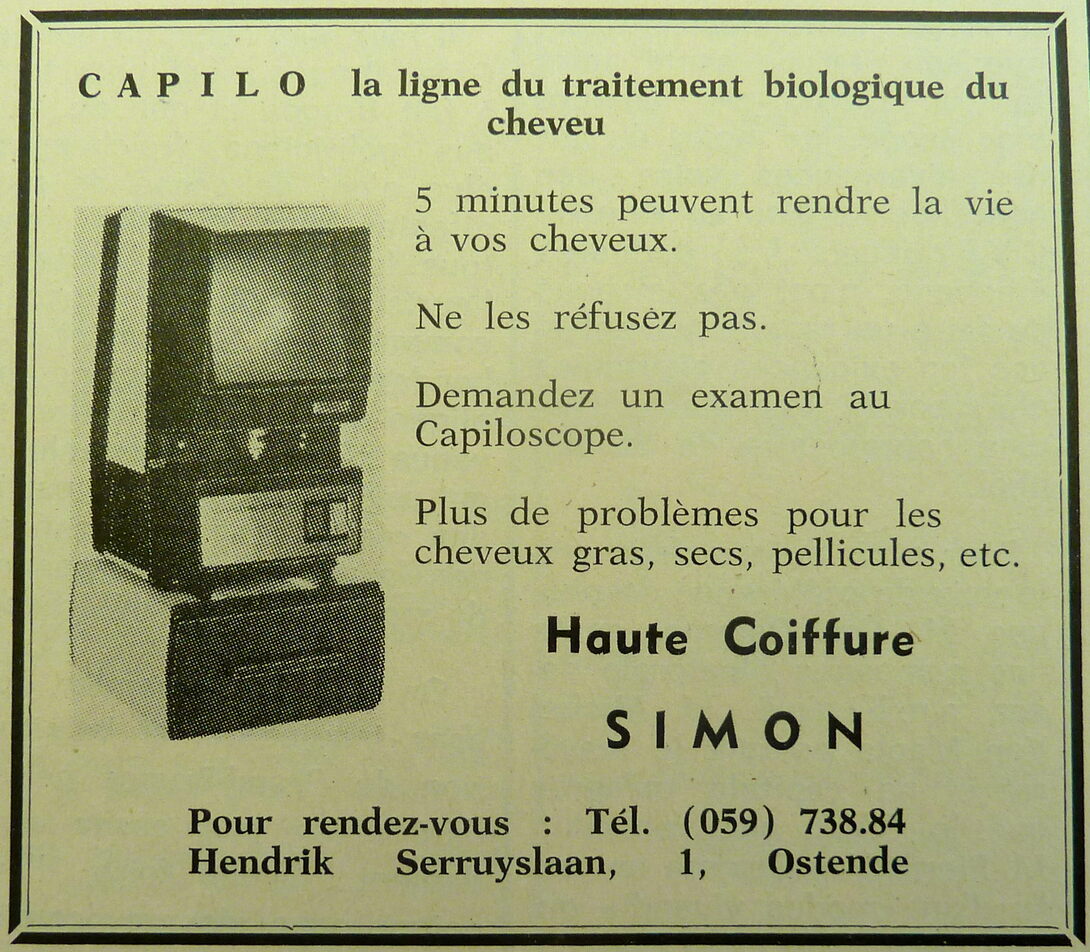 CAPILO la ligne du traitement biologique du
cheveu
5 minutes peuvent rendre la vie
à vos cheveux.
Ne les réfusez pas.
Demandez un examen au
Capiloscope.
Plus de problèmes pour les
cheveux gras, secs, pellicules, etc.
Haute Coiffure
SIMON
Pour rendez-vous : Tél. (059) 738.84
Hendrik Serruyslaan, 1, Ostende